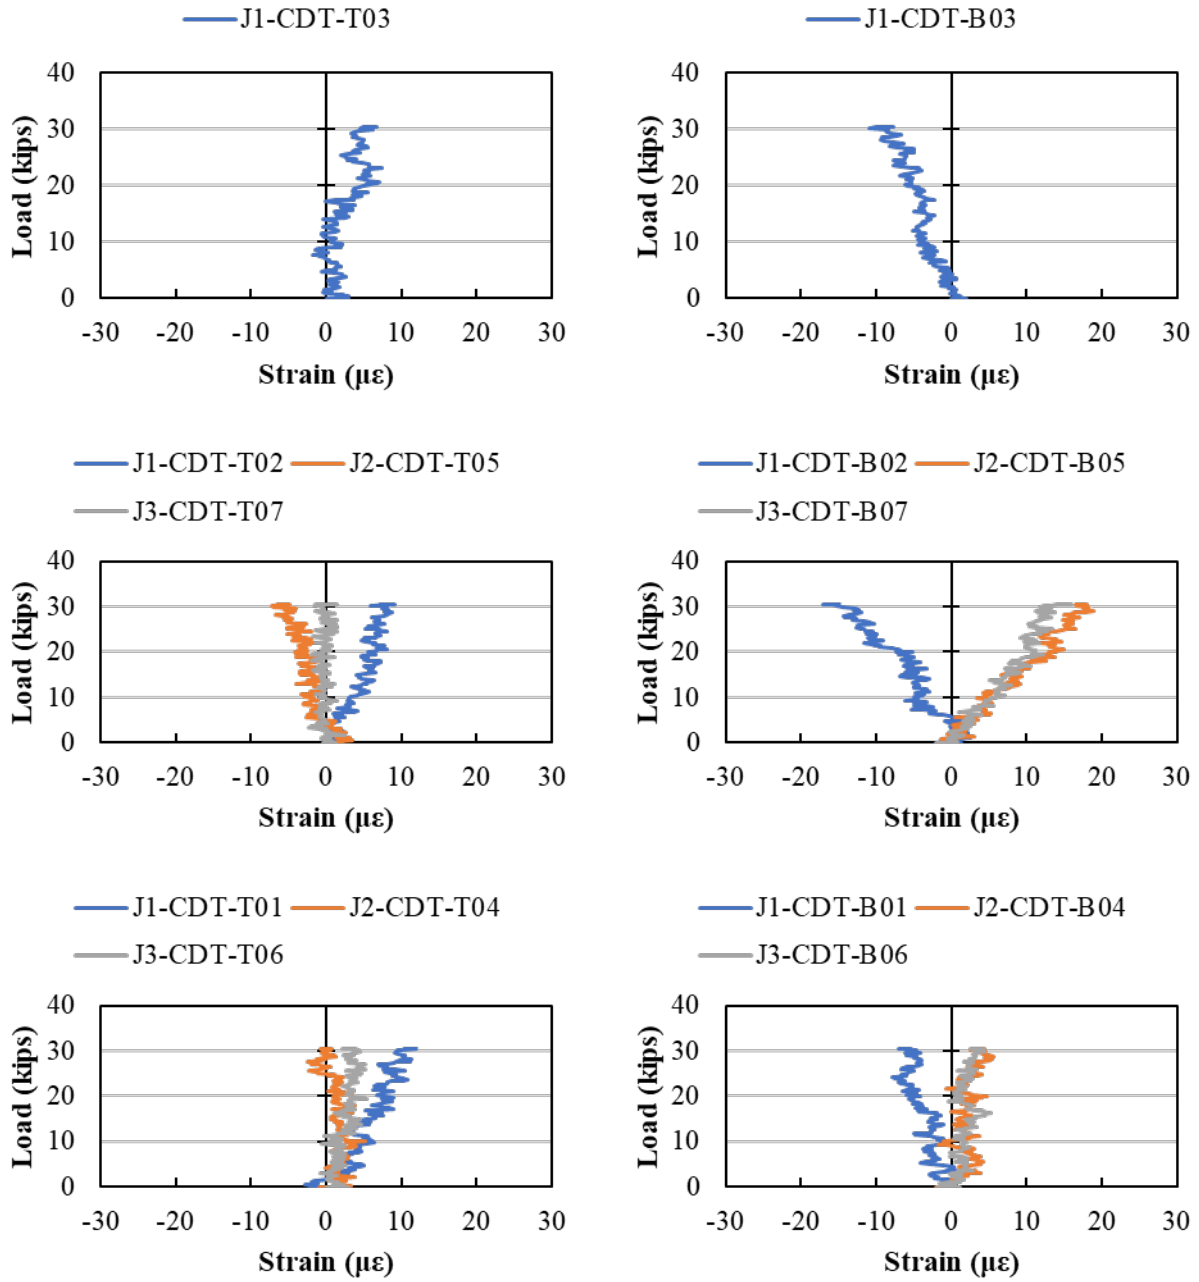 J1-CDT-T03
40
30
20
10
0
Load (kips)
-30 -20 -10 0 10 20 30
Strain (με)
J1-CDT-B03
40
30
20
10
0
Load (kips)
-30 -20 -10 0 10 20 30
Strain (με)
J1-CDT-T02 J2-CDT-T05
J3-CDT-T07
40
30
20
10
0
Load (kips)
-30 -20 -10 0 10 20 30
Strain (με)
J1-CDT-B02 J2-CDT-B05
J3-CDT-B07
40
30
20
10
0
Load (kips)
-30 -20 -10 0 10 20 30
Strain (με)
J1-CDT-T01 J2-CDT-T04
J3-CDT-T06
40
30
20
10
0
Load (kips)
-30 -20 -10 0 10 20 30
Strain (με)
J1-CDT-B01 J2-CDT-B04
J3-CDT-B06
40
30
20
10
0
Load (kips)
-30 -20 -10 0 10 20 30
Strain (με)